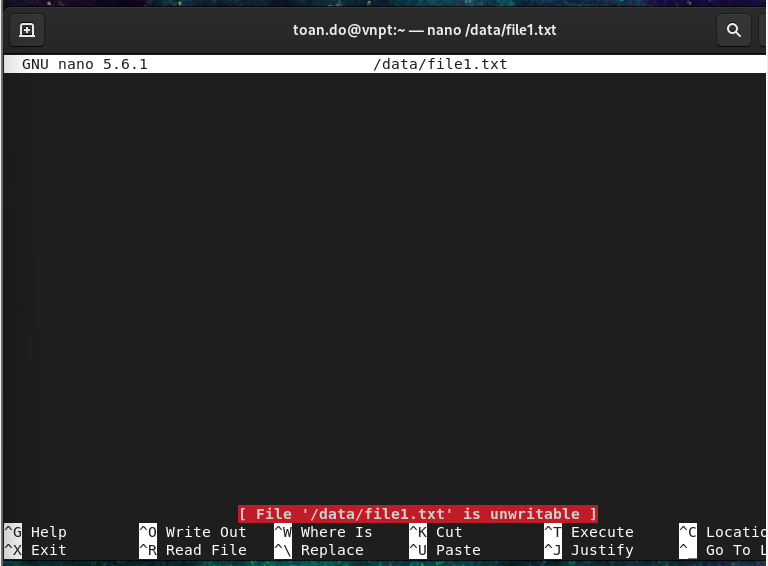 toan.do@vnpt:~ — nano /data/file1.txt
GNU nano 5.6.1 /data/file1.txt
[ File '/data/file1.txt' is unwritable ]
^G Help ^O Write Out ^W Where Is ^K Cut ^T Execute ^C Locatio
^X Exit ^R Read File ^\ Replace ^U Paste ^J Justify ^_ Go To L